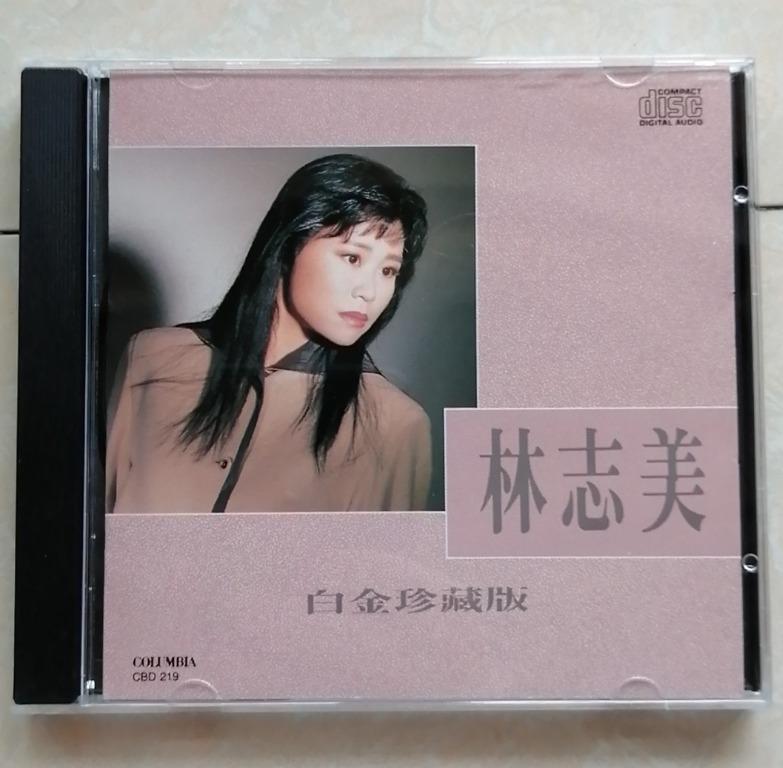 COMPACT
disc
DIGITAL AUDIO
林志美
白金珍藏版
COLUMBIA
CBD 219